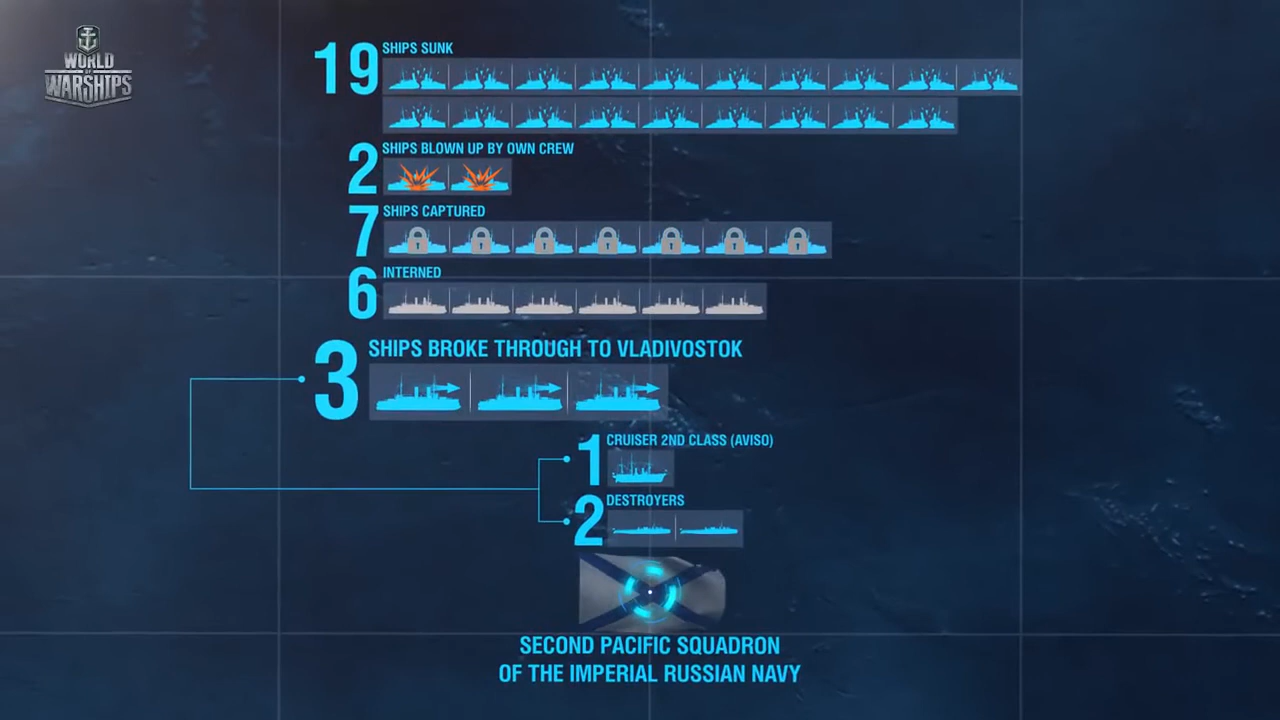 WORLD
OF
WARSHIPS
19
SHIPS SUNK
2
SHIPS BLOWN UP BY OWN CREW
7
SHIPS CAPTURED
6
INTERNED
3
SHIPS BROKE THROUGH TO VLADIVOSTOK
1
CRUISER 2ND CLASS (AVISO)
2
DESTROYERS
SECOND PACIFIC SQUADRON
OF THE IMPERIAL RUSSIAN NAVY